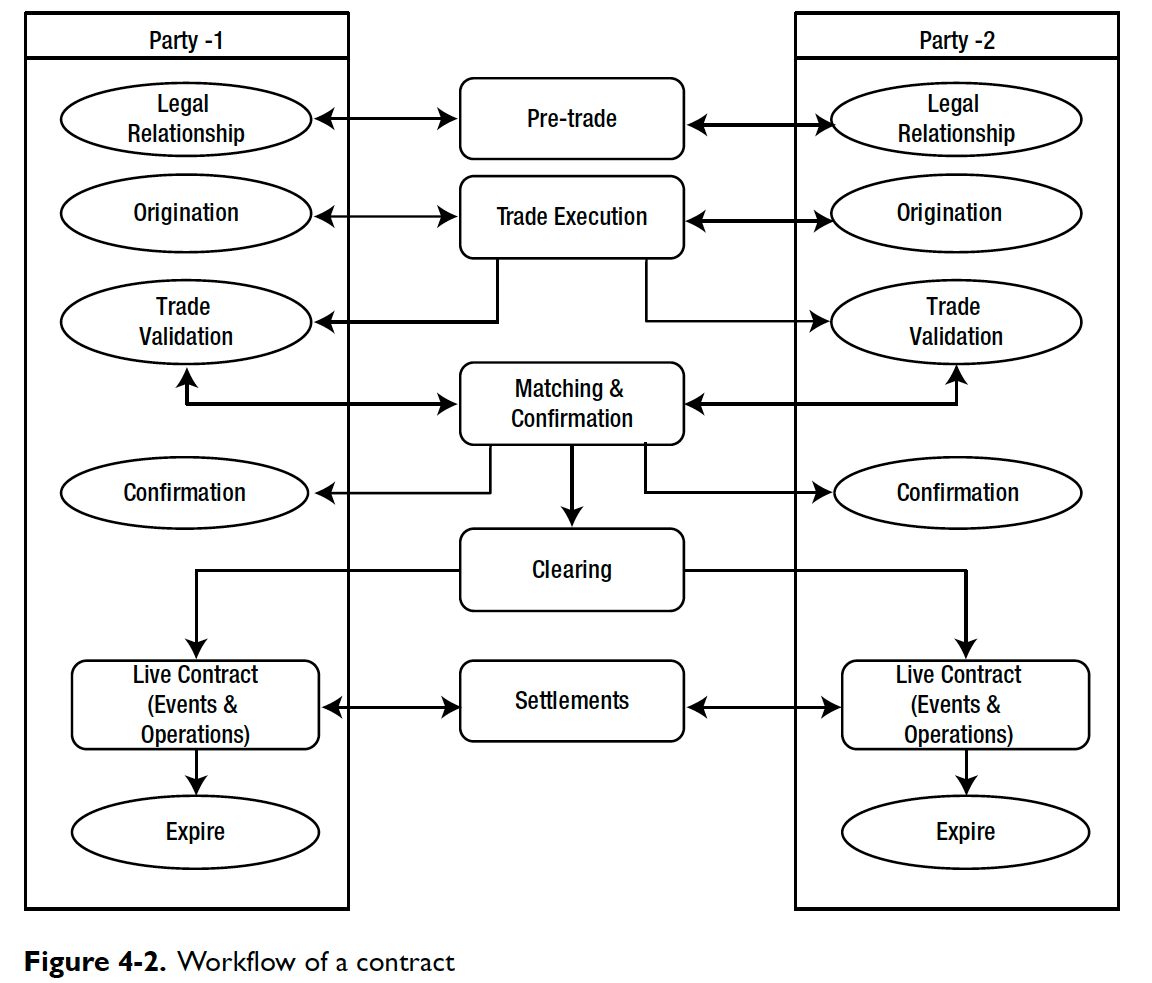 Party -1
Party -2
Legal
Relationship
Pre-trade
Legal
Relationship
Origination
Trade Execution
Origination
Trade
Validation
Trade
Validation
Matching &
Confirmation
Confirmation
Confirmation
Clearing
Live Contract
(Events &
Operations)
Settlements
Live Contract
(Events &
Operations)
Expire
Expire
Figure 4-2. Workflow of a contract